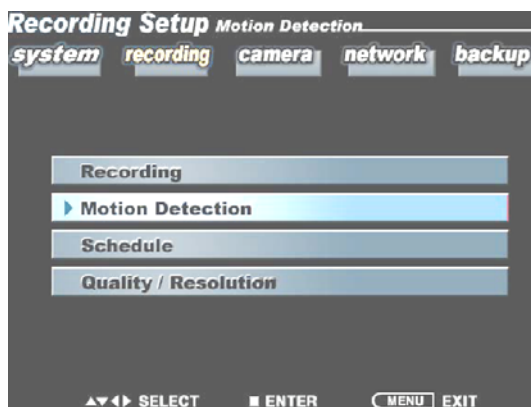 Recording Setup Motion Detection
system recording camera network backup
Recording
Motion Detection
Schedule
Quality / Resolution
▲▼◀▶ SELECT ■ ENTER MENU EXIT